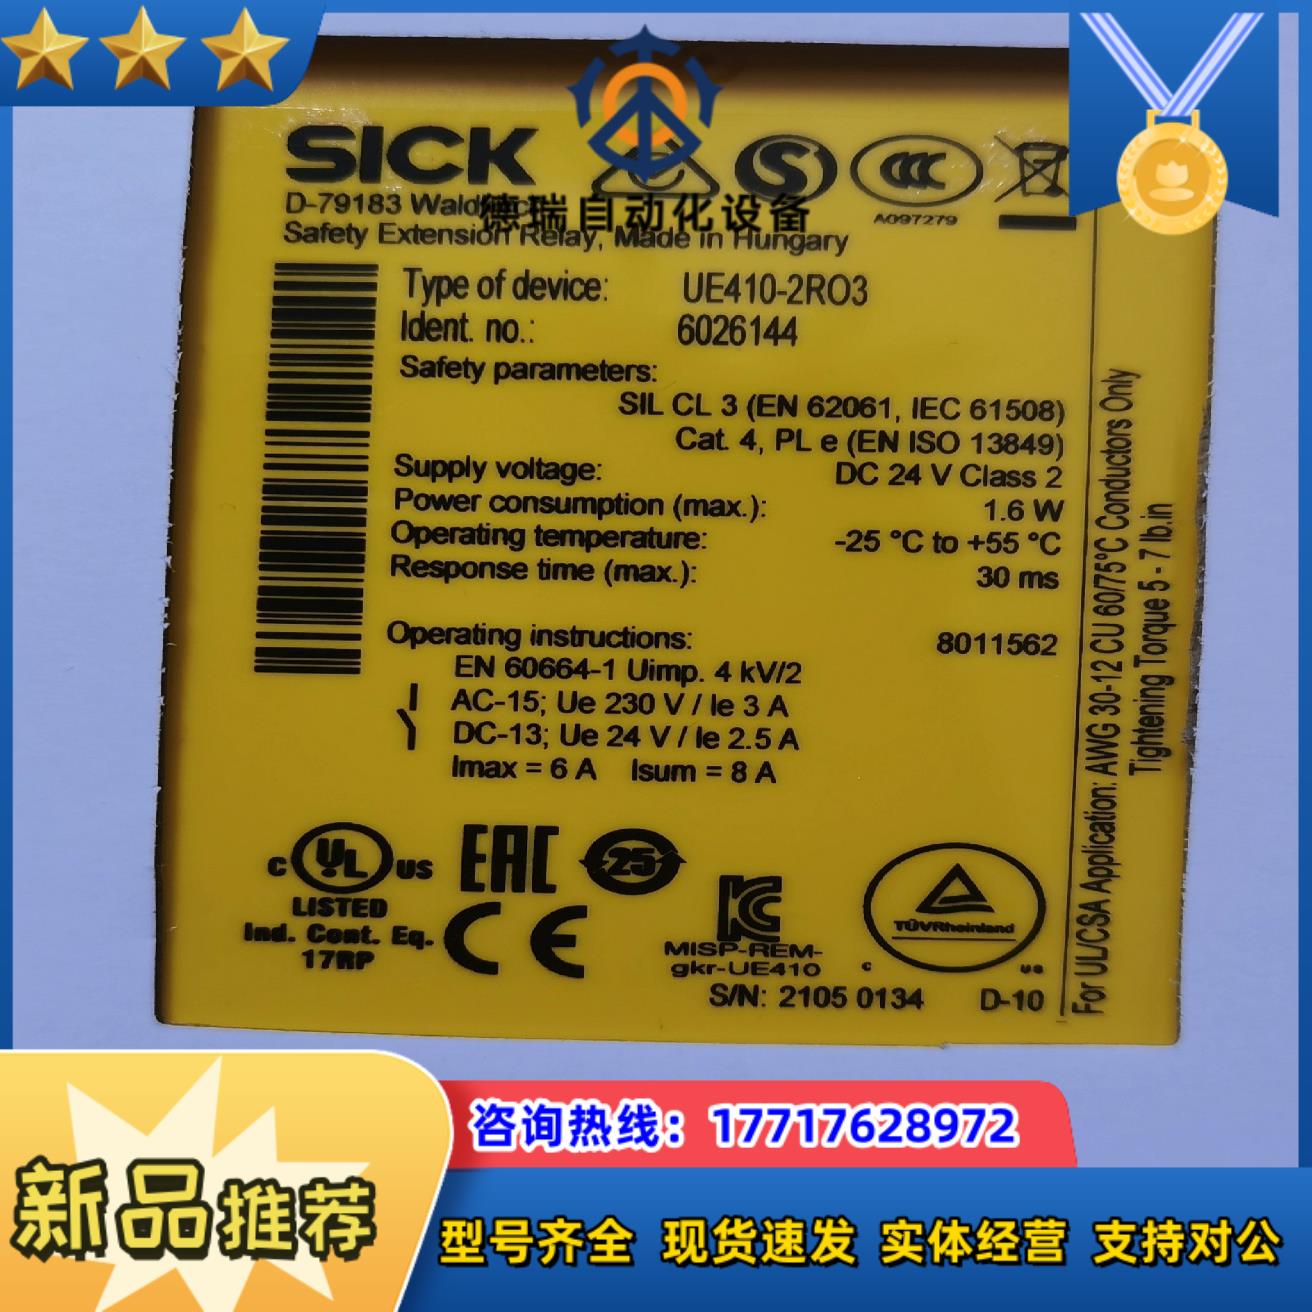 SICK
德瑞自动化设备
A097279
D-79183
Safety Extension Relay, Made in Hungary
Type of device: UE410-2RO3
Ident. no.: 6026144
Safety parameters:
SIL CL 3 (EN 62061, IEC 61508)
Cat. 4, PL e (EN ISO 13849)
Supply voltage: DC 24 V Class 2
Power consumption (max.): 1.6 W
Operating temperature: -25 °C to +55 °C
Response time (max.): 30 ms
Operating instructions: 8011562
EN 60664-1 Uimp. 4 kV/2
AC-15; Ue 230 V / Ie 3 A
DC-13; Ue 24 V / Ie 2.5 A
Imax = 6 A Isum = 8 A
For UL/CSA Application: AWG 30-12 CU 60/75°C Conductors Only
Tightening Torque 5 - 7 lb.in
C UL US
LISTED
Ind. Cont. Eq.
17RP
EAC
25
CE
KC
MISP-REM-
gkr-UE410
TÜVRheinland
C US
S/N: 2105 0134 D-10
咨询热线：17717628972
新品推荐
型号齐全 现货速发 实体经营 支持对公